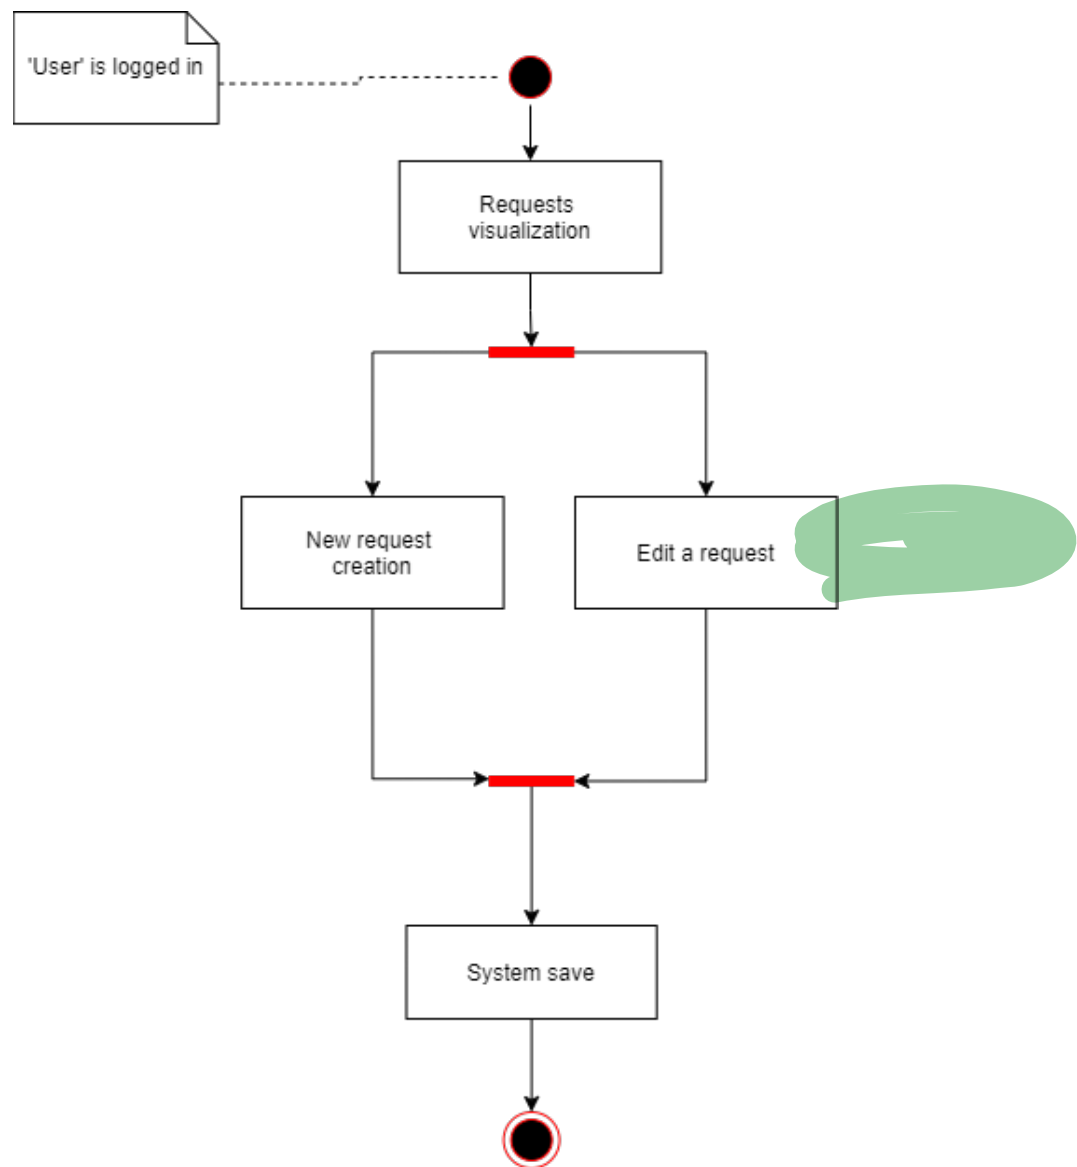 'User' is logged in
Requests
visualization
New request
creation
Edit a request
System save